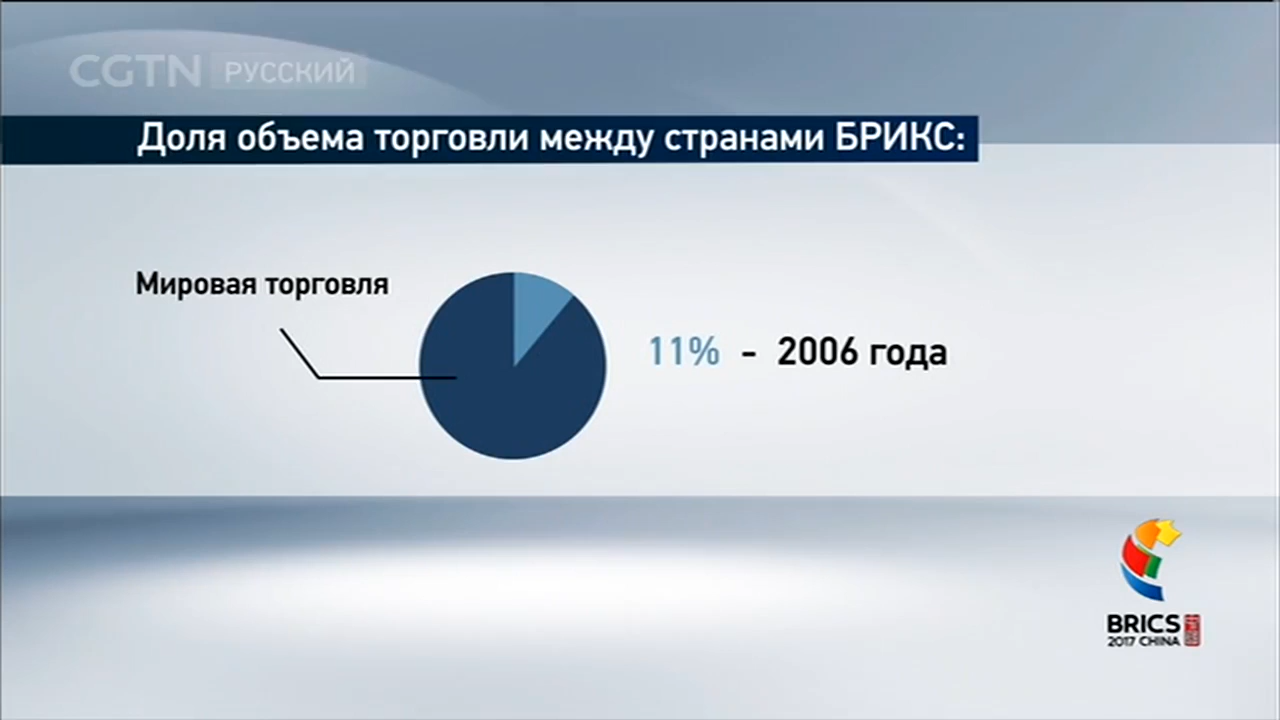 CGTN РУССКИЙ
Доля объема торговли между странами БРИКС:
Мировая торговля
11% - 2006 года
BRICS
2017 CHINA